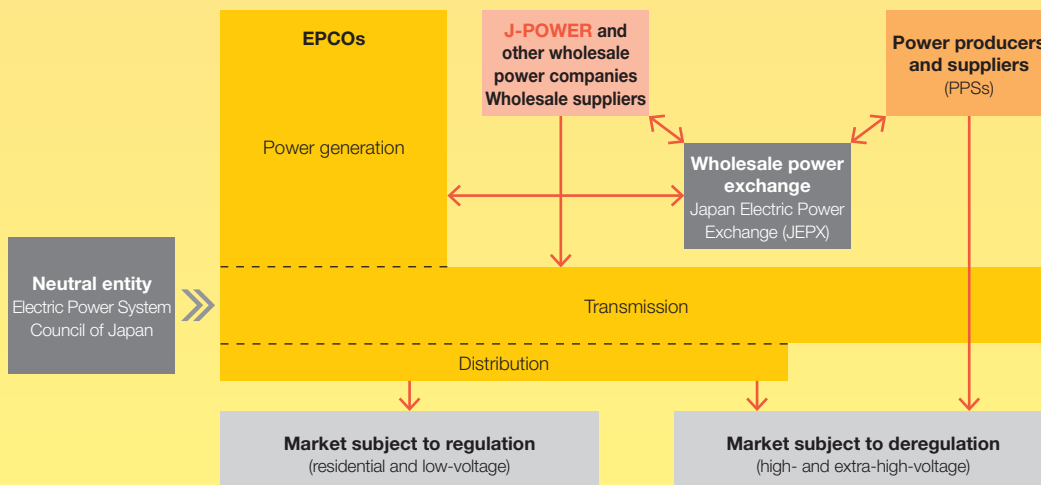 EPCOs
Power generation
J-POWER and
other wholesale
power companies
Wholesale suppliers
Power producers
and suppliers
(PPSs)
Wholesale power
exchange
Japan Electric Power
Exchange (JEPX)
Neutral entity
Electric Power System
Council of Japan
Transmission
Distribution
Market subject to regulation
(residential and low-voltage)
Market subject to deregulation
(high- and extra-high-voltage)